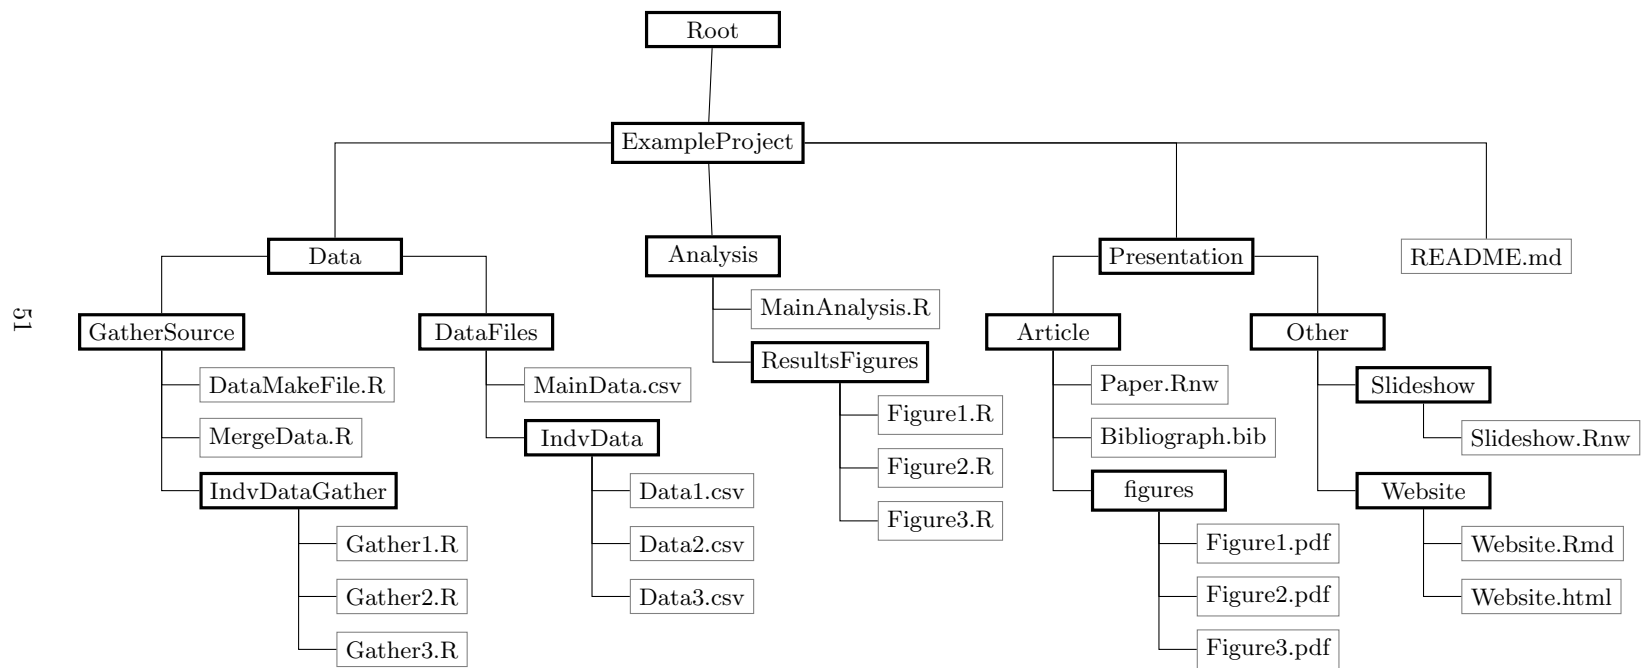 Root
ExampleProject
Data
Analysis
Presentation
README.md
GatherSource
DataMakeFile.R
MergeData.R
IndvDataGather
Gather1.R
Gather2.R
Gather3.R
DataFiles
MainData.csv
IndvData
Data1.csv
Data2.csv
Data3.csv
MainAnalysis.R
ResultsFigures
Figure1.R
Figure2.R
Figure3.R
Article
Paper.Rnw
Bibliograph.bib
figures
Figure1.pdf
Figure2.pdf
Figure3.pdf
Other
Slideshow
Slideshow.Rnw
Website
Website.Rmd
Website.html
51